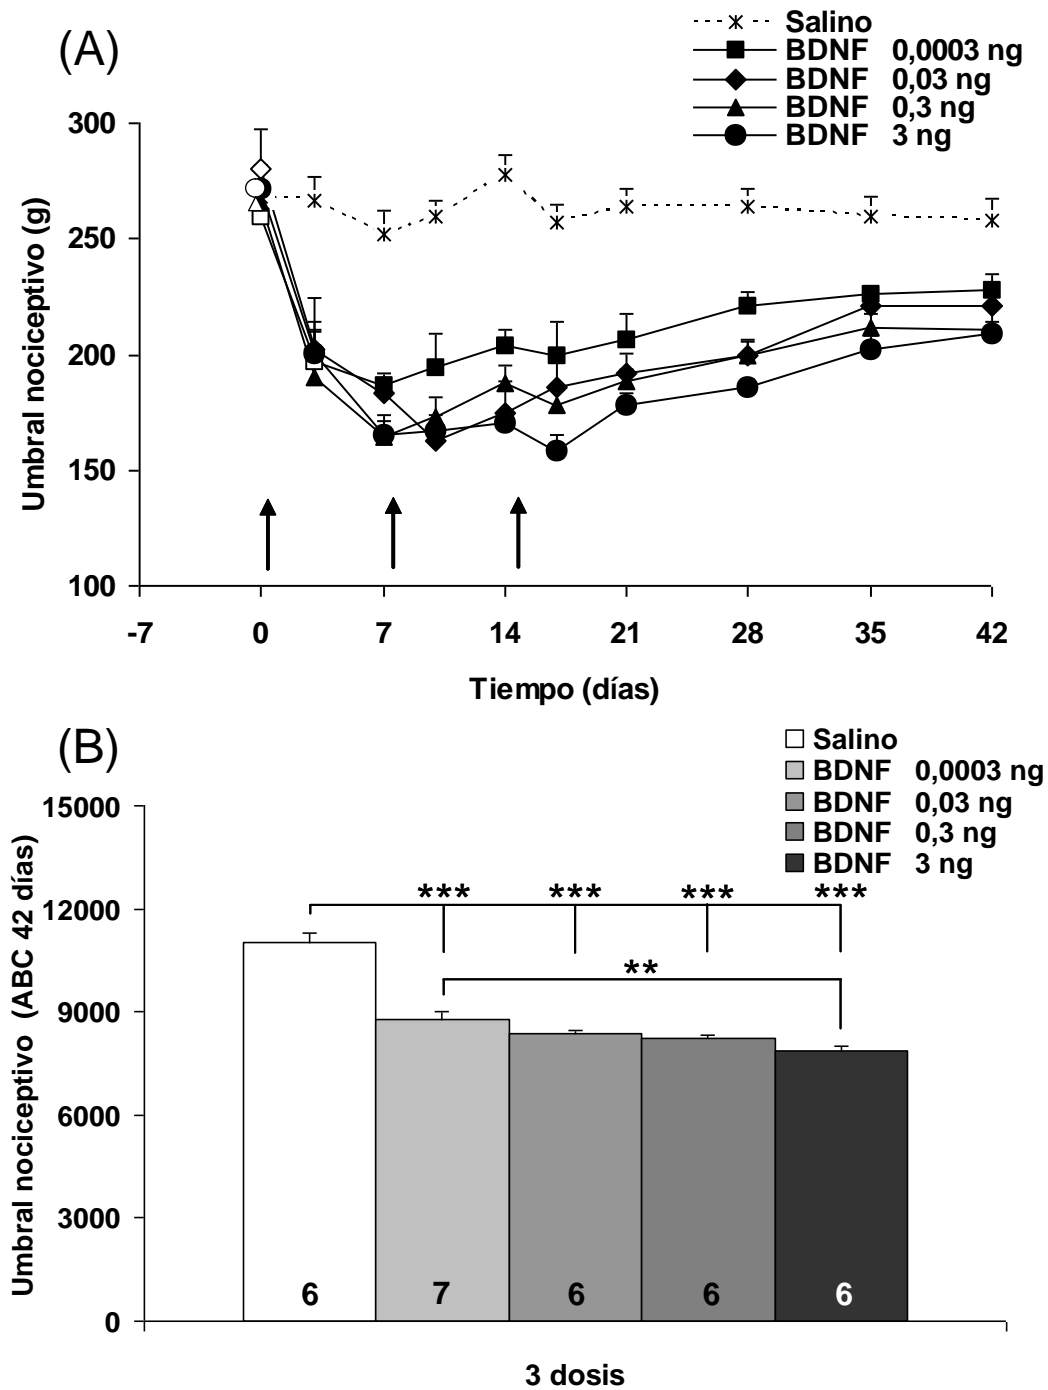 (A)
Salino
BDNF 0,0003 ng
BDNF 0,03 ng
BDNF 0,3 ng
BDNF 3 ng
Umbral nociceptivo (g)
300
250
200
150
100
-7 0 7 14 21 28 35 42
Tiempo (días)
(B)
Salino
BDNF 0,0003 ng
BDNF 0,03 ng
BDNF 0,3 ng
BDNF 3 ng
Umbral nociceptivo (ABC 42 días)
15000
12000
9000
6000
3000
0
*** *** *** ***
**
6 7 6 6 6
3 dosis